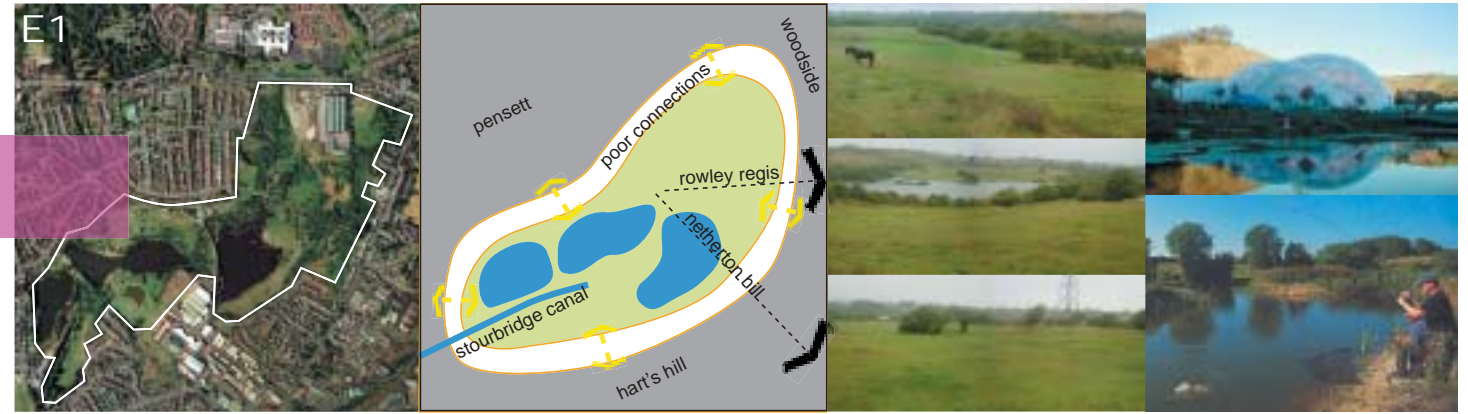 E1
pensett
woodside
poor connections
rowley regis
netherton hill
stourbridge canal
hart's hill